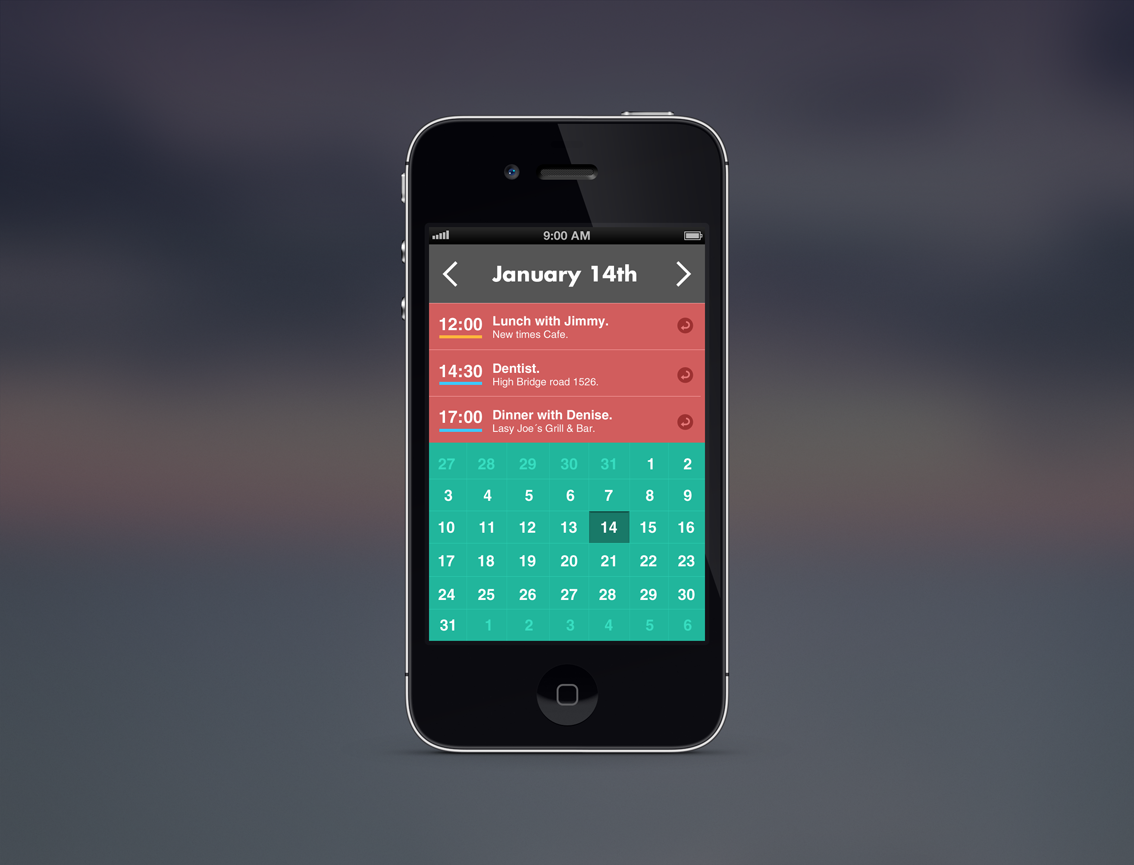 9:00 AM
January 14th
12:00 Lunch with Jimmy.
New times Cafe.
14:30 Dentist.
High Bridge road 1526.
17:00 Dinner with Denise.
Lasy Joe´s Grill & Bar.
27 28 29 30 31 1 2
3 4 5 6 7 8 9
10 11 12 13 14 15 16
17 18 19 20 21 22 23
24 25 26 27 28 29 30
31 1 2 3 4 5 6